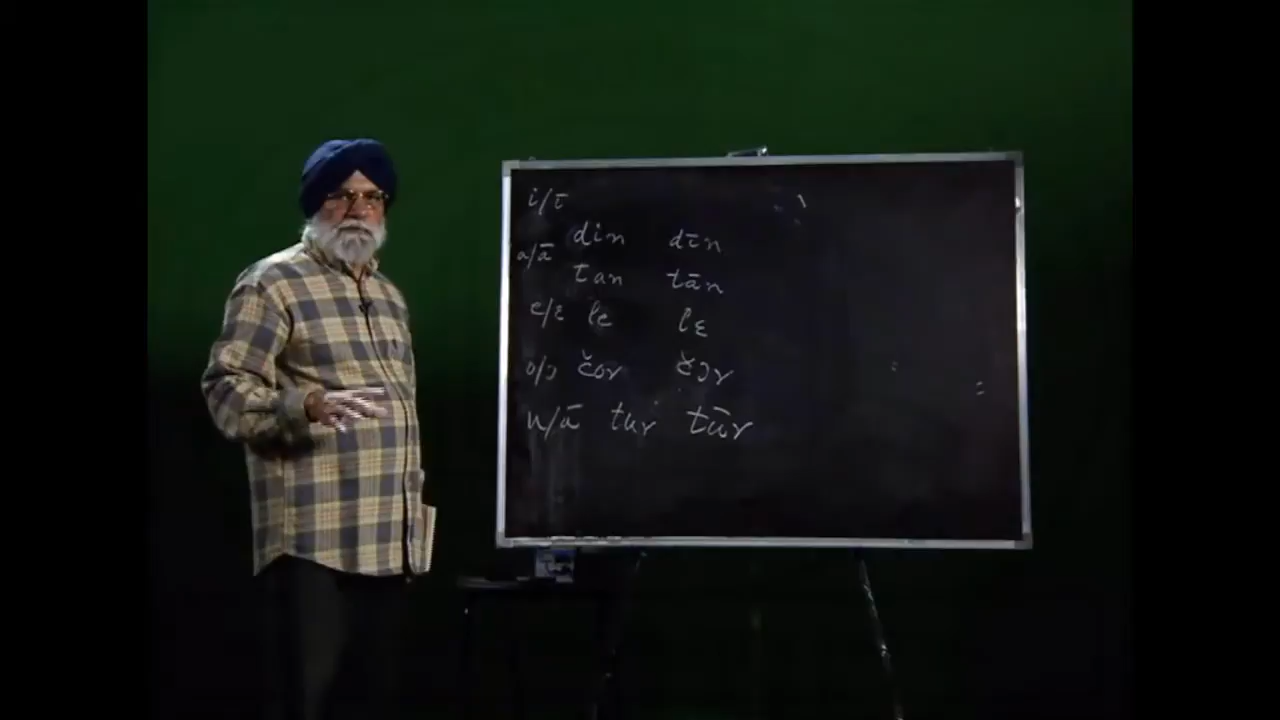 i/ī
din dīn
a/ā
tan tān
e/ɛ le lɛ
o/ɔ čor čɔr
u/ū tur tūr